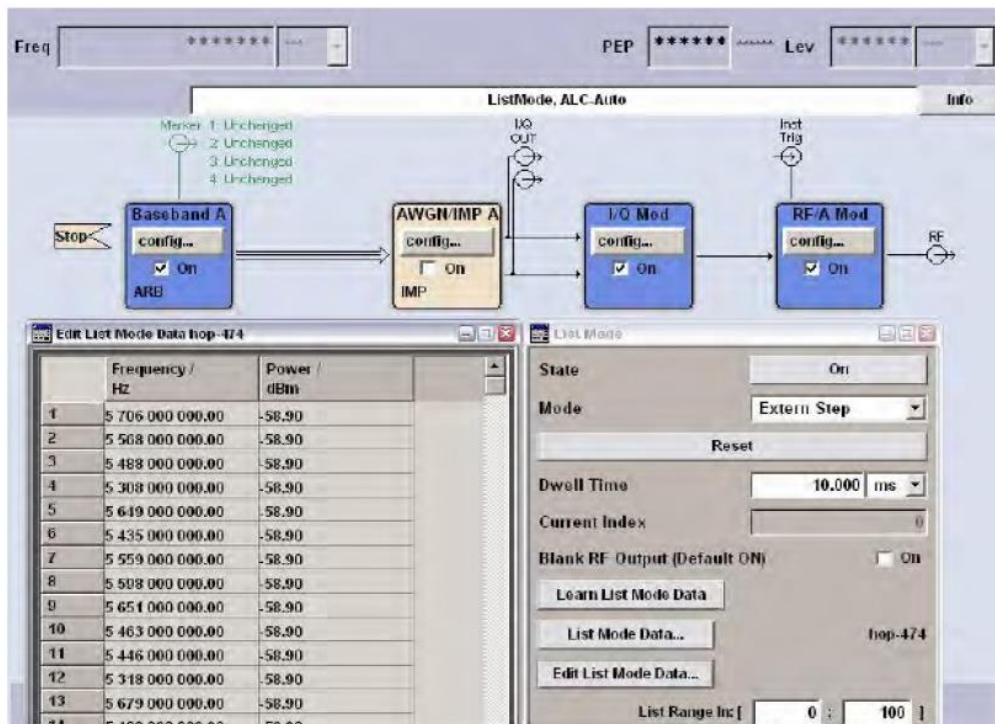 Freq ******* --- PEP ****** ------ Lev ****** ---
ListMode, ALC-Auto Info
Marker 1: Unchanged
2: Unchanged
3: Unchanged
4: Unchanged
I/Q
OUT
Inst
Trig
Stop
Baseband A
config...
On
ARB
AWGN/IMP A
config...
On
IMP
I/Q Mod
config...
On
RF/A Mod
config...
On
RF
Edit List Mode Data hop-474
Frequency / Hz Power / dBm
1 5 706 000 000.00 -58.90
2 5 568 000 000.00 -58.90
3 5 488 000 000.00 -58.90
4 5 308 000 000.00 -58.90
5 5 649 000 000.00 -58.90
6 5 435 000 000.00 -58.90
7 5 559 000 000.00 -58.90
8 5 598 000 000.00 -58.90
9 5 651 000 000.00 -58.90
10 5 463 000 000.00 -58.90
11 5 446 000 000.00 -58.90
12 5 318 000 000.00 -58.90
13 5 679 000 000.00 -58.90
List Mode
State On
Mode Extern Step
Reset
Dwell Time 10.000 ms
Current Index 0
Blank RF Output (Default ON) On
Learn List Mode Data
List Mode Data... hop-474
Edit List Mode Data...
List Range In: [ 0 : 100 ]